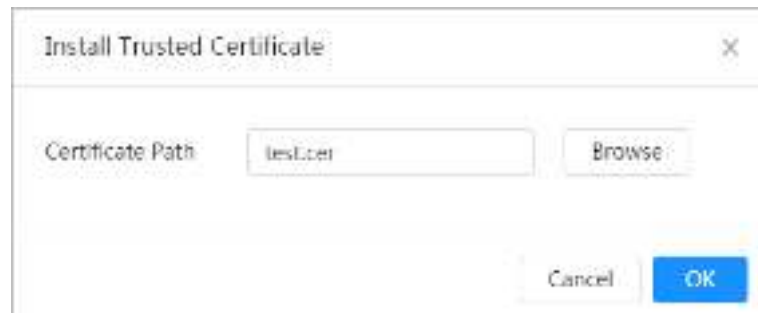 Install Trusted Certificate
Certificate Path test.cer Browse
Cancel OK